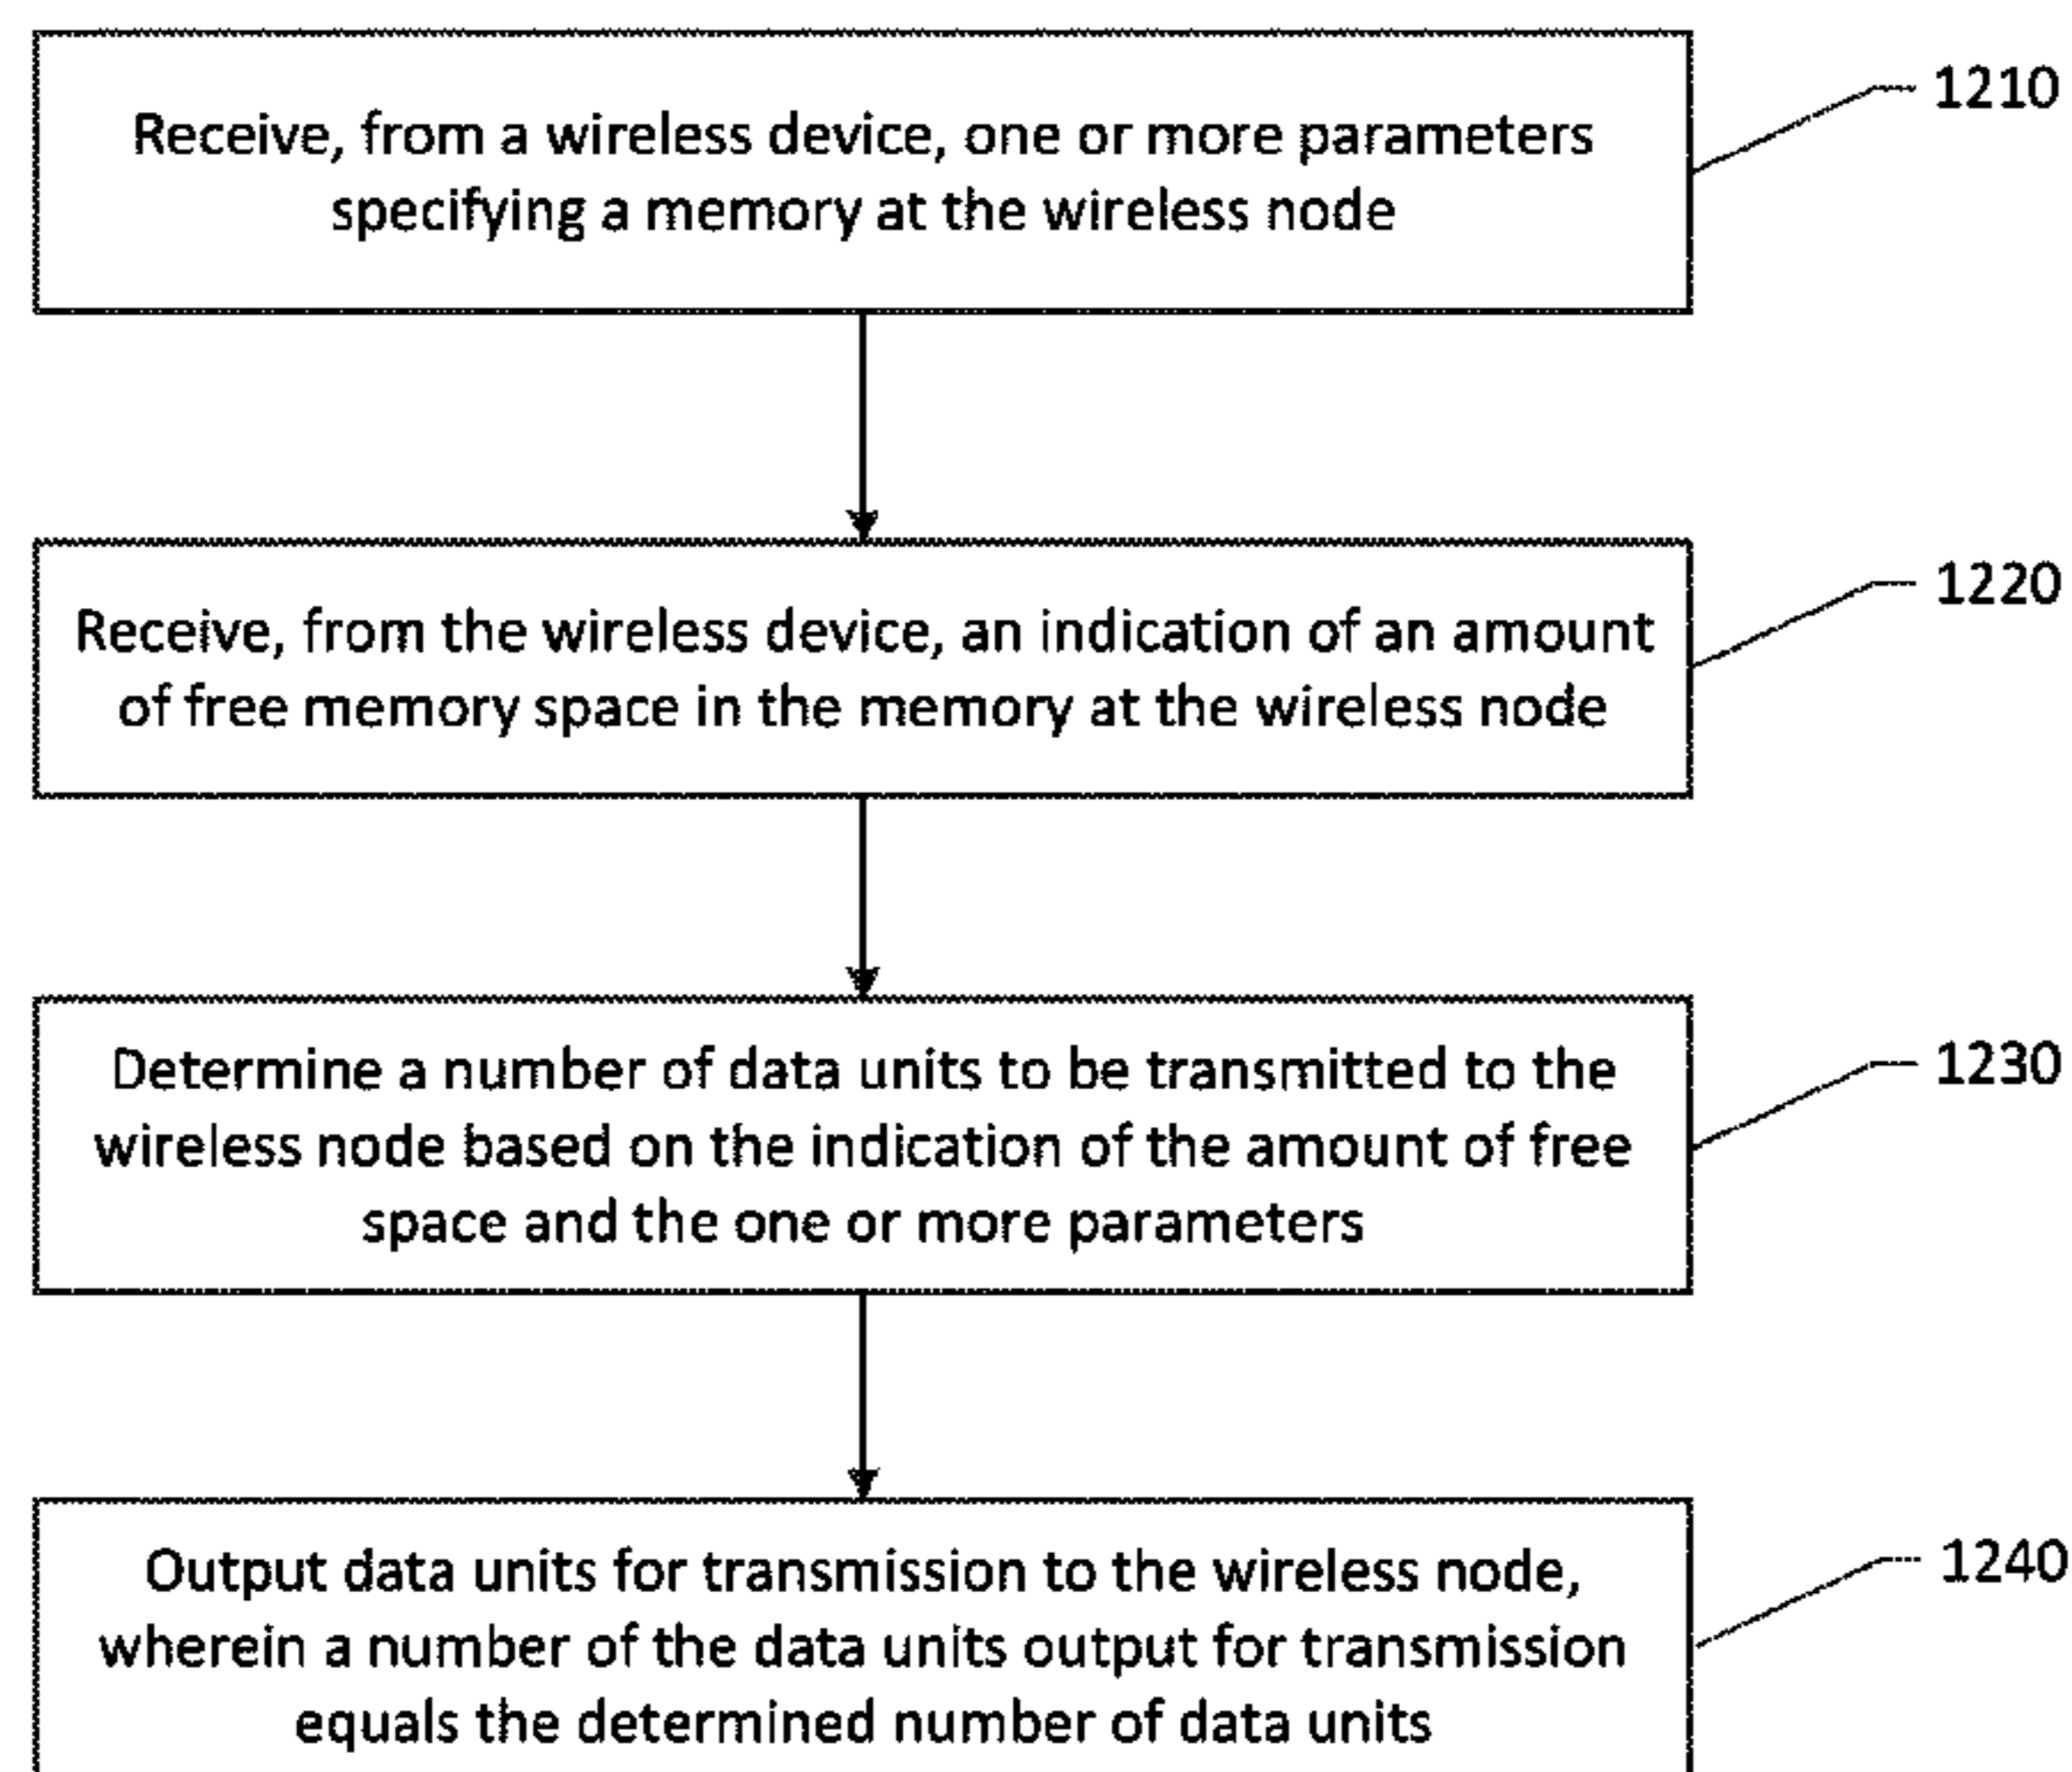 Receive, from a wireless device, one or more parameters
specifying a memory at the wireless node
1210
Receive, from the wireless device, an indication of an amount
of free memory space in the memory at the wireless node
1220
Determine a number of data units to be transmitted to the
wireless node based on the indication of the amount of free
space and the one or more parameters
1230
Output data units for transmission to the wireless node,
wherein a number of the data units output for transmission
equals the determined number of data units
1240